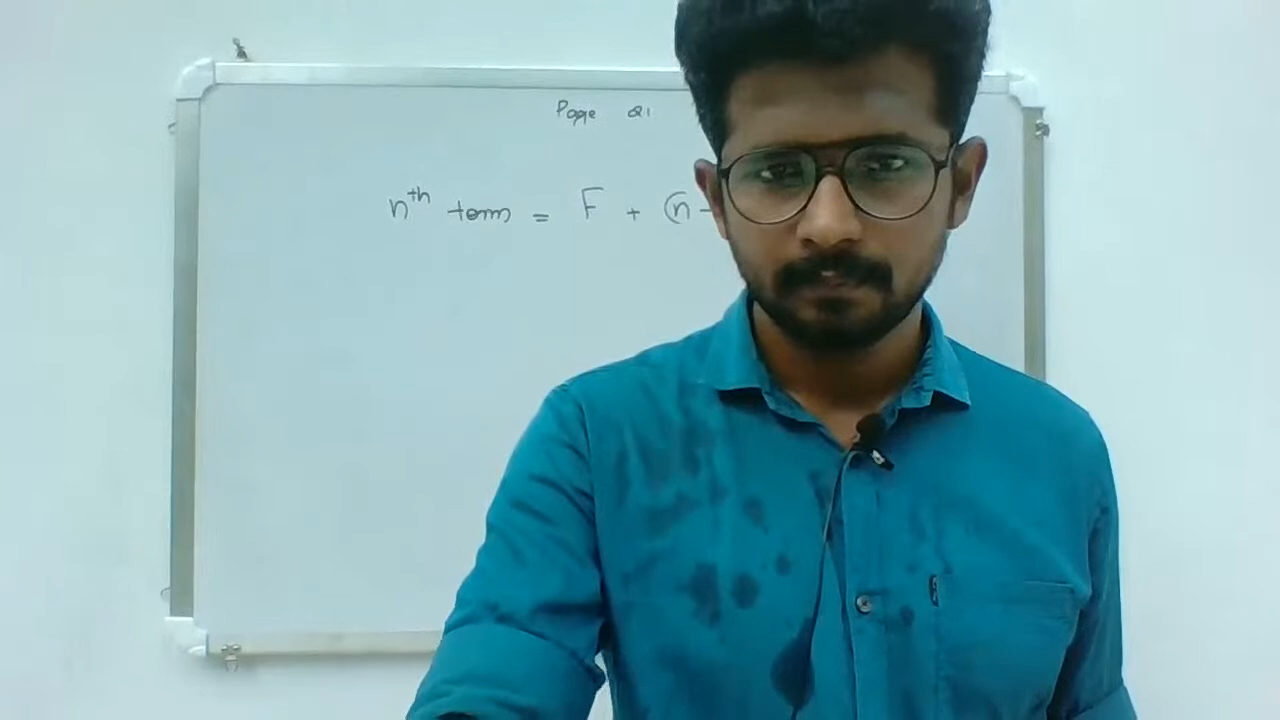 Page 21
nth term = F + (n -